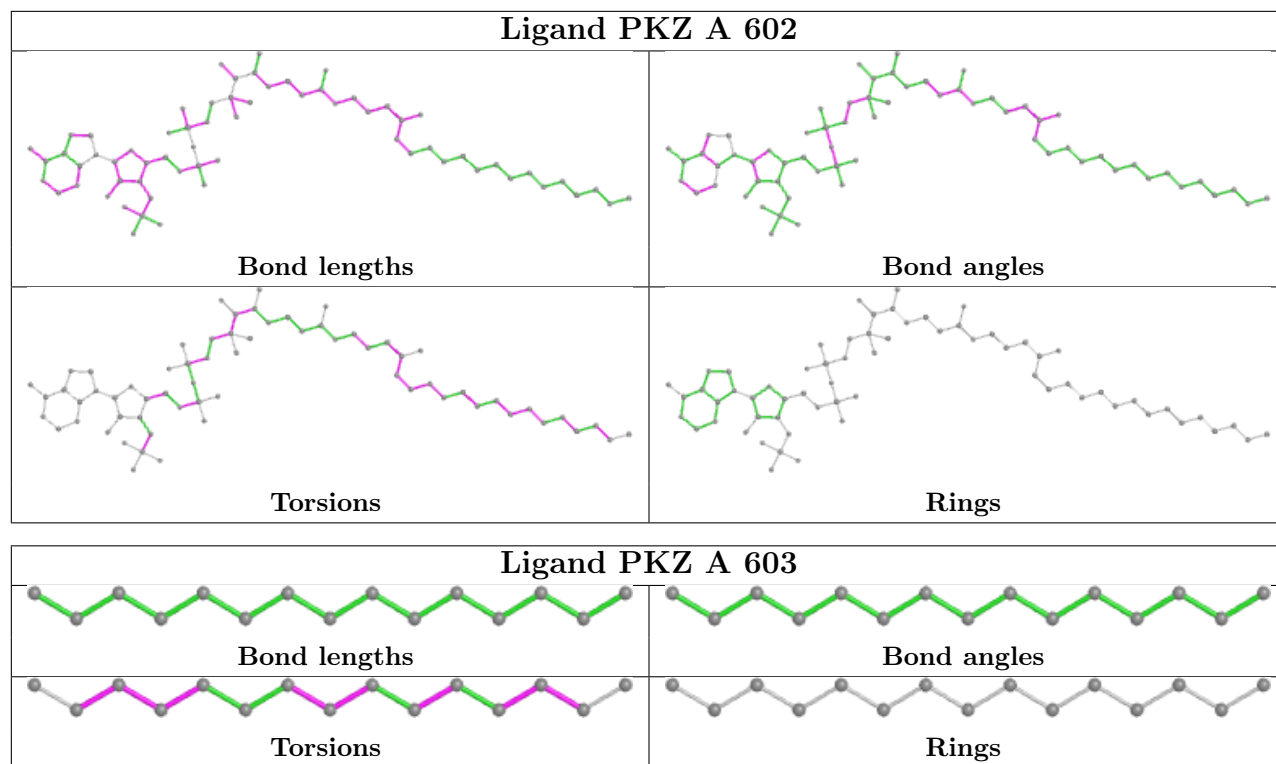 Ligand PKZ A 602
Bond lengths
Bond angles
Torsions
Rings
Ligand PKZ A 603
Bond lengths
Bond angles
Torsions
Rings